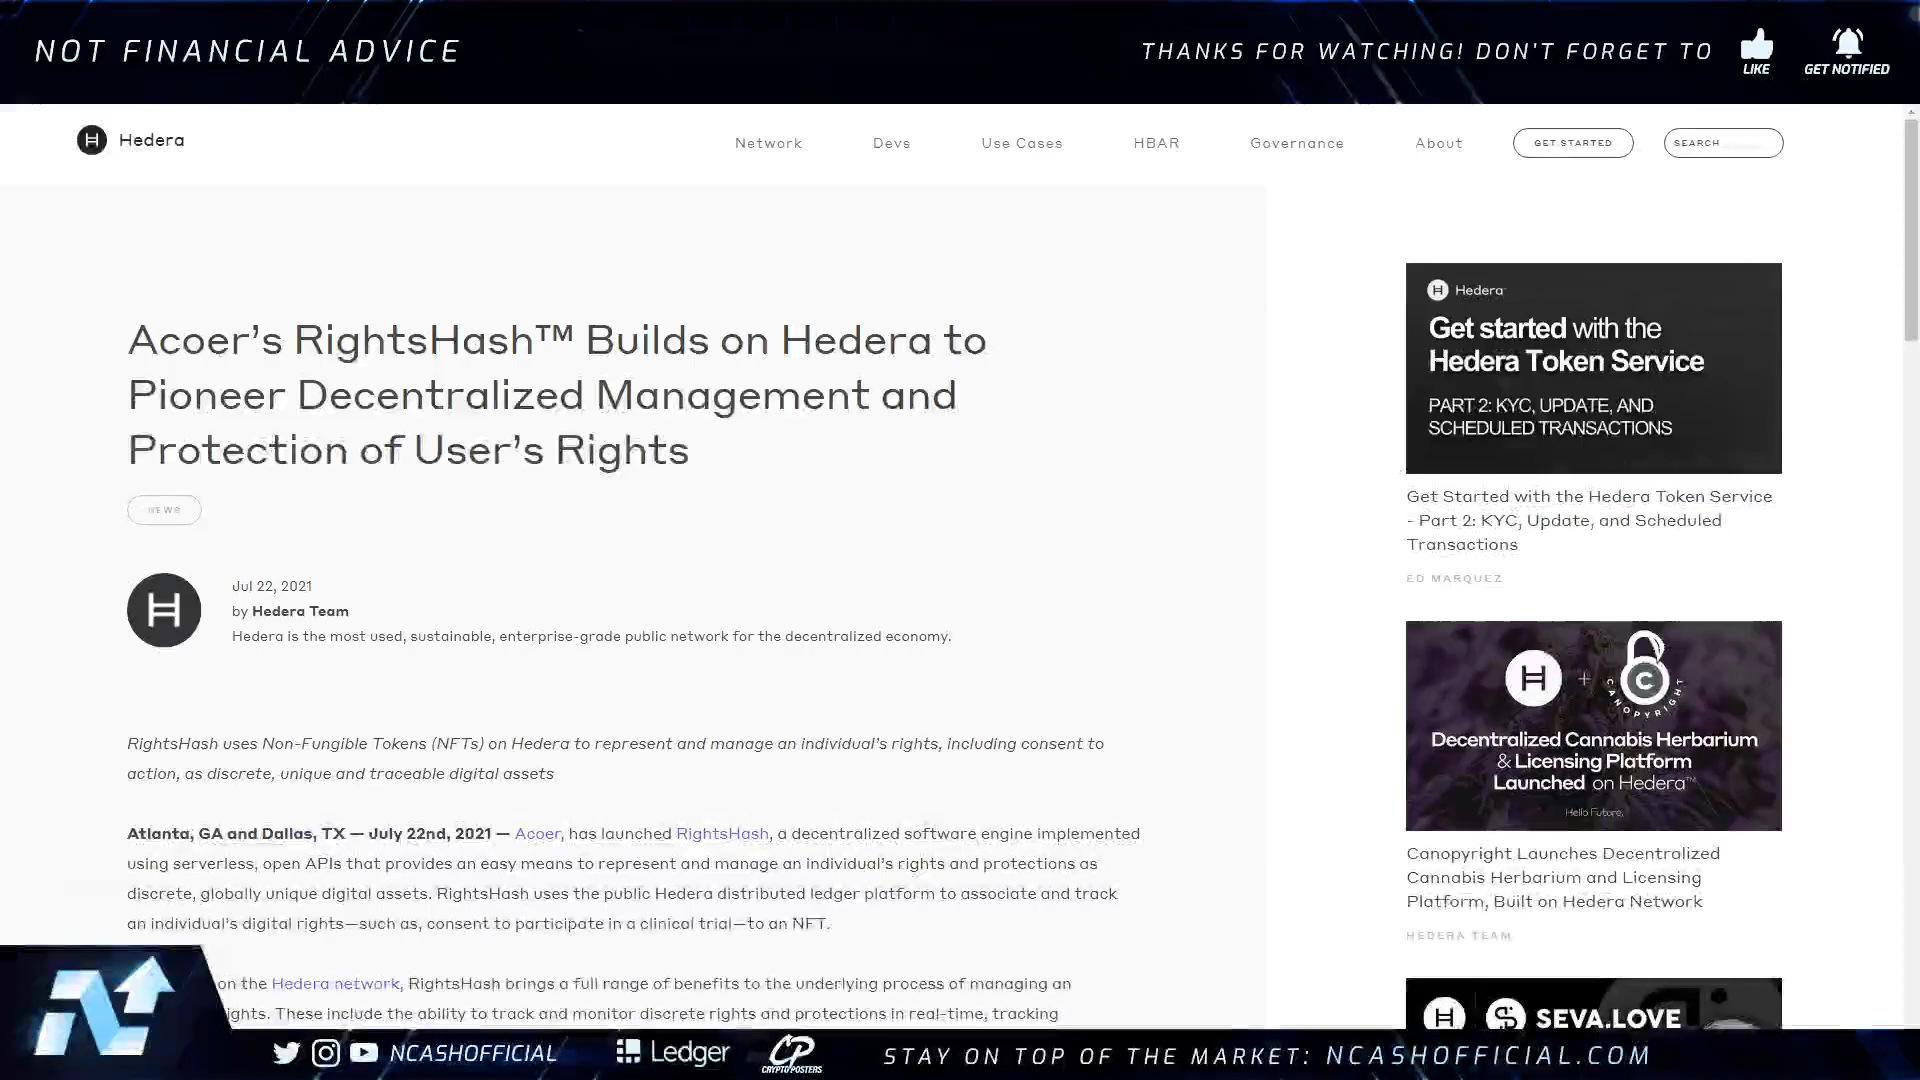 NOT FINANCIAL ADVICE
THANKS FOR WATCHING! DON'T FORGET TO
LIKE
GET NOTIFIED
Hedera
Network
Devs
Use Cases
HBAR
Governance
About
GET STARTED
SEARCH
Acoer’s RightsHash™ Builds on Hedera to
Pioneer Decentralized Management and
Protection of User’s Rights
NEWS
Jul 22, 2021
by Hedera Team
Hedera is the most used, sustainable, enterprise-grade public network for the decentralized economy.
RightsHash uses Non-Fungible Tokens (NFTs) on Hedera to represent and manage an individual’s rights, including consent to
action, as discrete, unique and traceable digital assets
Atlanta, GA and Dallas, TX — July 22nd, 2021 — Acoer, has launched RightsHash, a decentralized software engine implemented
using serverless, open APIs that provides an easy means to represent and manage an individual’s rights and protections as
discrete, globally unique digital assets. RightsHash uses the public Hedera distributed ledger platform to associate and track
an individual’s digital rights—such as, consent to participate in a clinical trial—to an NFT.
on the Hedera network, RightsHash brings a full range of benefits to the underlying process of managing an
ights. These include the ability to track and monitor discrete rights and protections in real-time, tracking
Hedera
Get started with the
Hedera Token Service
PART 2: KYC, UPDATE, AND
SCHEDULED TRANSACTIONS
Get Started with the Hedera Token Service
- Part 2: KYC, Update, and Scheduled
Transactions
ED MARQUEZ
H + C
CANOPYRIGHT
Decentralized Cannabis Herbarium
& Licensing Platform
Launched on Hedera™
Hello Future.
Canopyright Launches Decentralized
Cannabis Herbarium and Licensing
Platform, Built on Hedera Network
HEDERA TEAM
SEVA.LOVE
NCASHOFFICIAL
Ledger
CP
CRYPTOPOSTERS
STAY ON TOP OF THE MARKET: NCASHOFFICIAL.COM